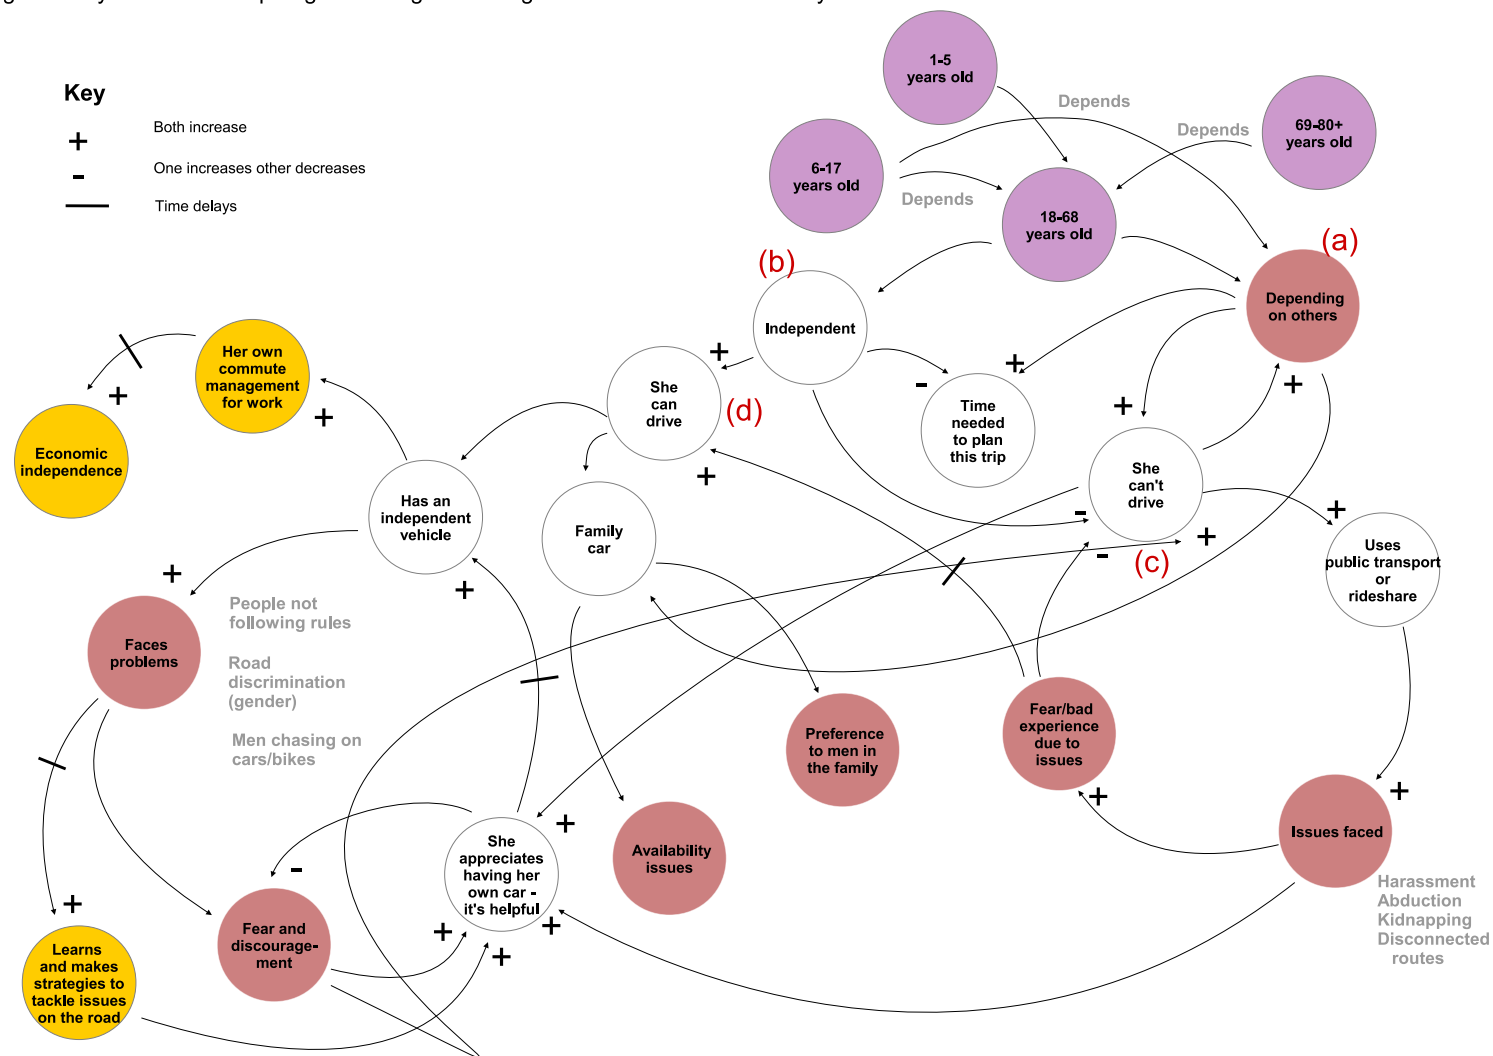 Key
+
Both increase
-
One increases other decreases
Time delays
1-5
years old
Depends
6-17
years old
Depends
69-80+
years old
Depends
18-68
years old
(a)
Depending
on others
(b)
Independent
+
-
+
Time
needed
to plan
this trip
She
can
drive
(d)
+
+
+
She
can't
drive
(c)
-
-
+
+
Uses
public transport
or
rideshare
Her own
commute
management
for work
+
+
Economic
independence
Has an
independent
vehicle
+
Family
car
+
Faces
problems
People not
following rules
Road
discrimination
(gender)
Men chasing on
cars/bikes
Preference
to men in
the family
Fear/bad
experience
due to
issues
+
+
Issues faced
Harassment
Abduction
Kidnapping
Disconnected
routes
Availability
issues
She
appreciates
having her
own car -
it's helpful
+
+
+
+
-
Fear and
discourage-
ment
+
Learns
and makes
strategies to
tackle issues
on the road